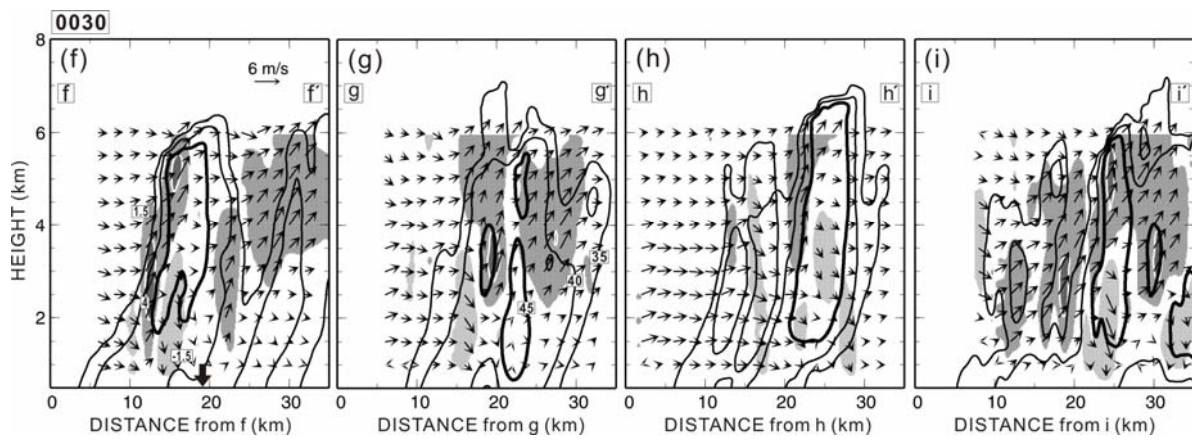 0030
8
(f)
(g)
(h)
(i)
6 m/s
f
f´
g
g´
h
h´
i
i´
6
1.5
4
35
40
4
45
2
-1.5
HEIGHT (km)
0 10 20 30
0 10 20 30
0 10 20 30
0 10 20 30
DISTANCE from f (km)
DISTANCE from g (km)
DISTANCE from h (km)
DISTANCE from i (km)